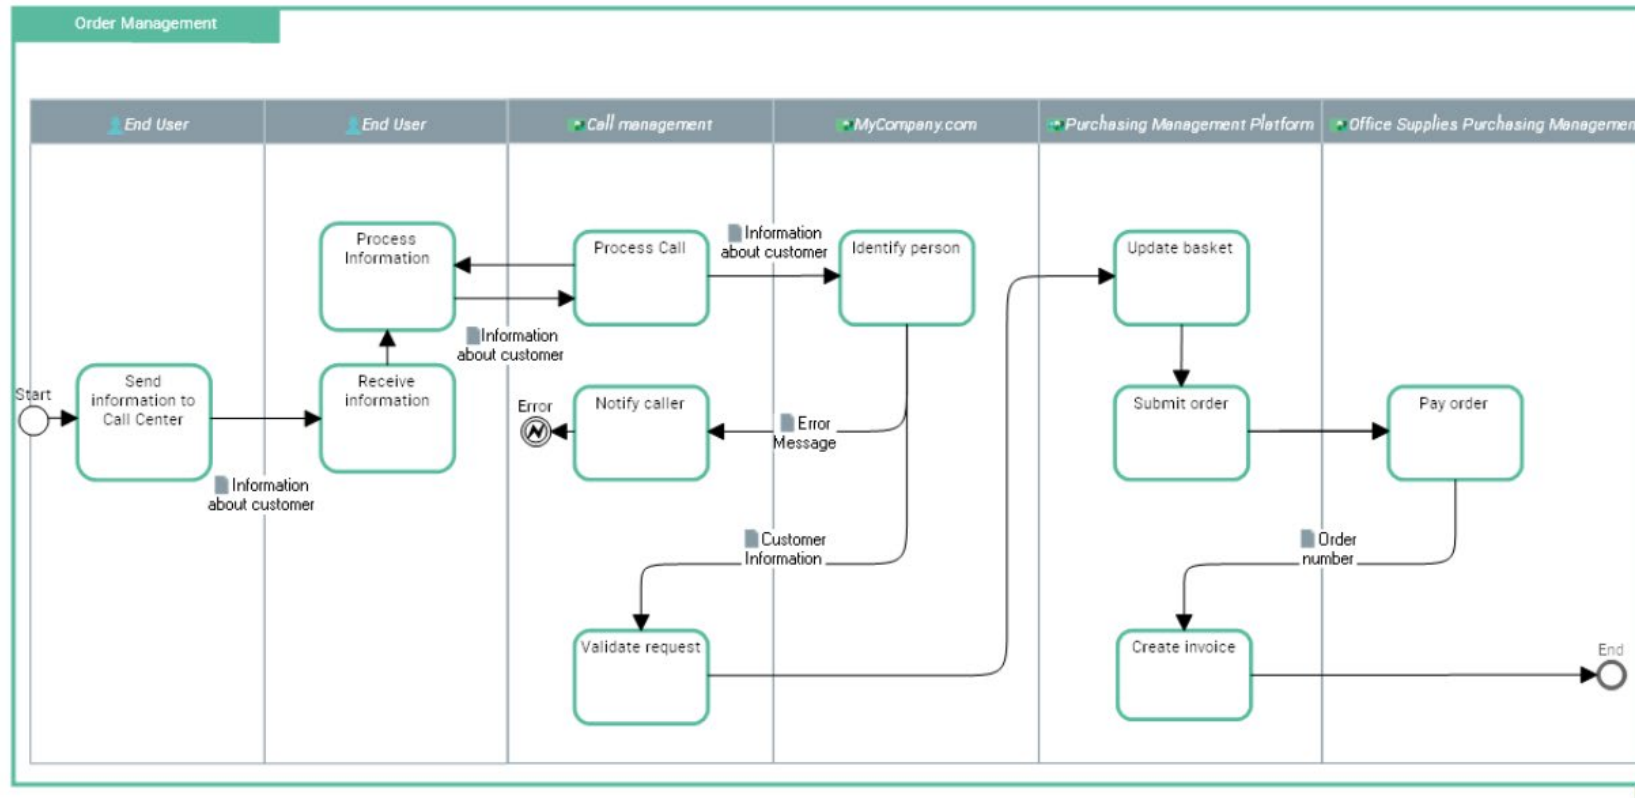 Order Management
End User
End User
Call management
MyCompany.com
Purchasing Management Platform
Office Supplies Purchasing Managemen
Process
Information
Process Call
Information
about customer
Identify person
Update basket
Information
about customer
Start
Send
information to
Call Center
Receive
information
Error
Notify caller
Error
Message
Submit order
Pay order
Information
about customer
Customer
Information
Order
number
Validate request
Create invoice
End